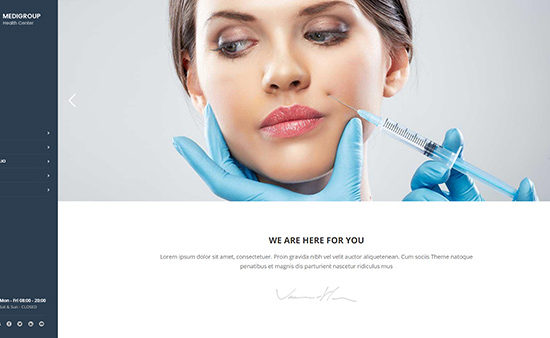 MEDIGROUP
Health Center
Mon - Fri 08:00 - 20:00
Sat & Sun - CLOSED
WE ARE HERE FOR YOU
Lorem ipsum dolor sit amet, consectetuer. Proin gravida nibh vel velit auctor aliquetenean. Cum sociis Theme natoque
penatibus et magnis dis parturient nascetur ridiculus mus